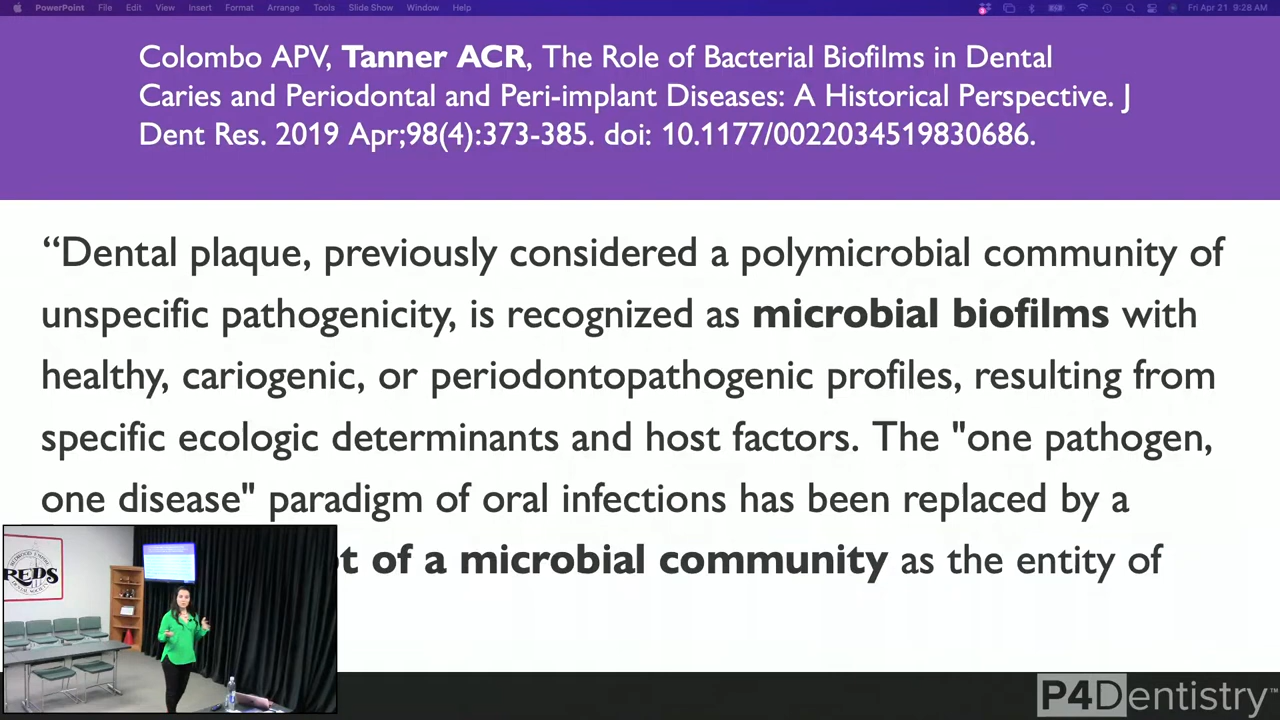 PowerPoint File Edit View Insert Format Arrange Tools Slide Show Window Help Fri Apr 21 9:28 AM
Colombo APV, Tanner ACR, The Role of Bacterial Biofilms in Dental
Caries and Periodontal and Peri-implant Diseases: A Historical Perspective. J
Dent Res. 2019 Apr;98(4):373-385. doi: 10.1177/0022034519830686.
“Dental plaque, previously considered a polymicrobial community of
unspecific pathogenicity, is recognized as microbial biofilms with
healthy, cariogenic, or periodontopathogenic profiles, resulting from
specific ecologic determinants and host factors. The "one pathogen,
one disease" paradigm of oral infections has been replaced by a
of a microbial community as the entity of
REDS
P4Dentistry™